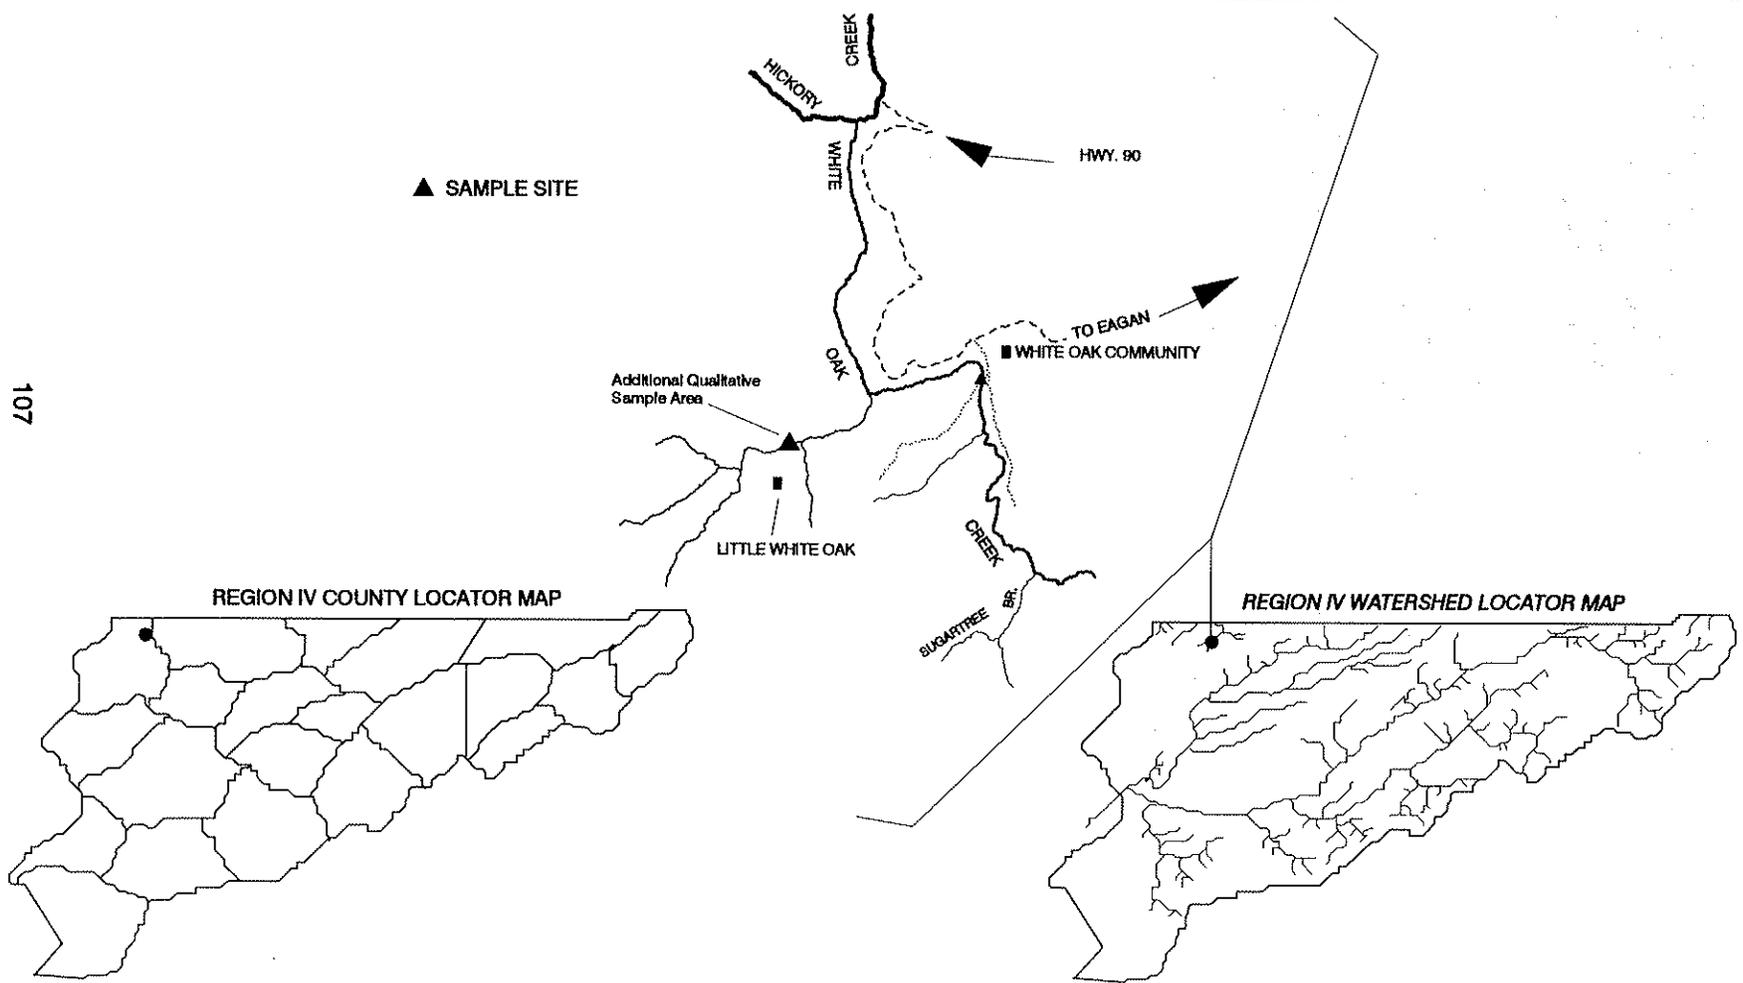 CREEK
HICKORY
WHITE
HWY. 90
SAMPLE SITE
TO EAGAN
WHITE OAK COMMUNITY
OAK
Additional Qualitative
Sample Area
107
CREEK
LITTLE WHITE OAK
REGION IV COUNTY LOCATOR MAP
BR.
SUGARTREE
REGION IV WATERSHED LOCATOR MAP